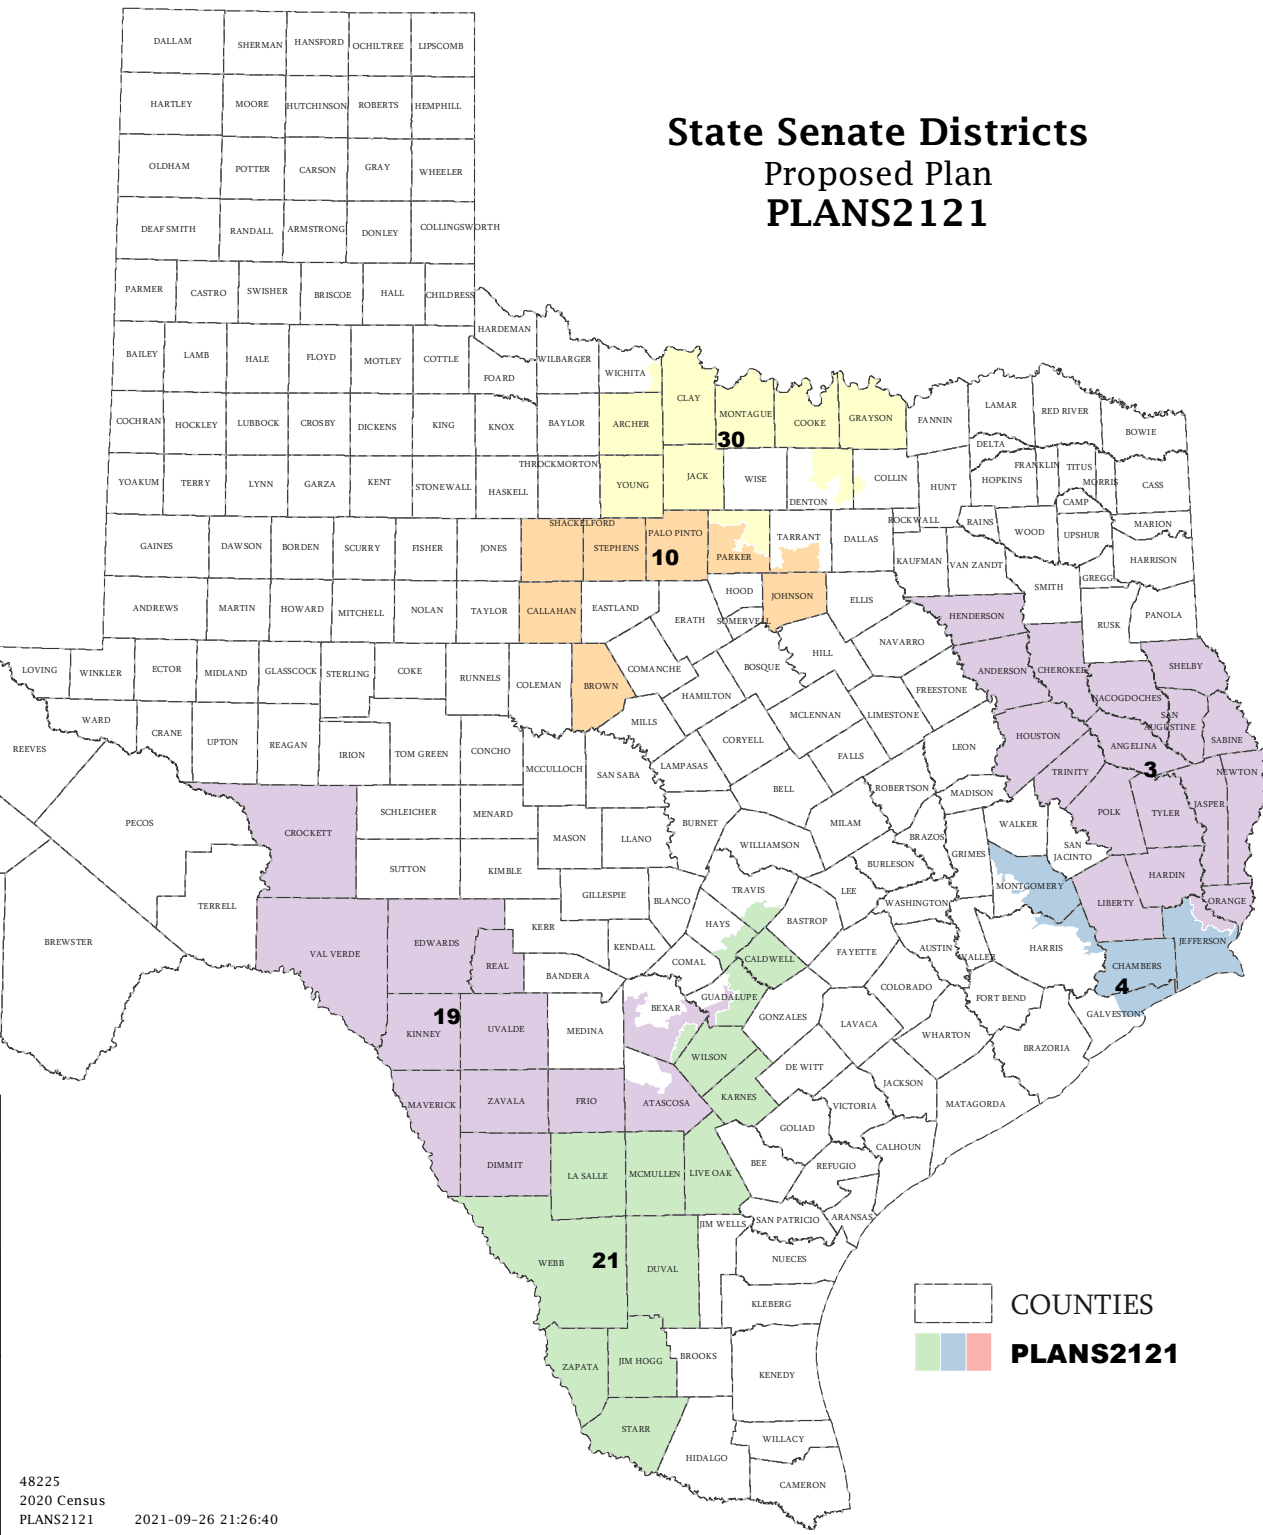 State Senate Districts
Proposed Plan
PLANS2121
DALLAM
SHERMAN
HANSFORD
OCHILTREE
LIPSCOMB
HARTLEY
MOORE
HUTCHINSON
ROBERTS
HEMPHILL
OLDHAM
POTTER
CARSON
GRAY
WHEELER
DEAF SMITH
RANDALL
ARMSTRONG
DONLEY
COLLINGSWORTH
PARMER
CASTRO
SWISHER
BRISCOE
HALL
CHILDRESS
HARDEMAN
BAILEY
LAMB
HALE
FLOYD
MOTLEY
COTTLE
FOARD
WILBARGER
WICHITA
CLAY
MONTAGUE
COOKE
GRAYSON
FANNIN
LAMAR
RED RIVER
BOWIE
COCHRAN
HOCKLEY
LUBBOCK
CROSBY
DICKENS
KING
KNOX
BAYLOR
ARCHER
30
DELTA
THROCKMORTON
YOAKUM
TERRY
LYNN
GARZA
KENT
STONEWALL
HASKELL
YOUNG
JACK
WISE
DENTON
COLLIN
HUNT
HOPKINS
FRANKLIN
TITUS
MORRIS
CASS
CAMP
GAINES
DAWSON
BORDEN
SCURRY
FISHER
JONES
SHACKELFORD
STEPHENS
PALO PINTO
10
PARKER
TARRANT
DALLAS
ROCKWALL
RAINS
WOOD
UPSHUR
MARION
HARRISON
KAUFMAN
VAN ZANDT
SMITH
GREGG
ANDREWS
MARTIN
HOWARD
MITCHELL
NOLAN
TAYLOR
CALLAHAN
EASTLAND
ERATH
HOOD
SOMERVELL
JOHNSON
ELLIS
HENDERSON
RUSK
PANOLA
LOVING
WINKLER
ECTOR
MIDLAND
GLASSCOCK
STERLING
COKE
RUNNELS
COLEMAN
BROWN
COMANCHE
BOSQUE
HILL
NAVARRO
ANDERSON
CHEROKEE
SHELBY
WARD
CRANE
UPTON
REAGAN
IRION
TOM GREEN
CONCHO
MILLS
HAMILTON
MCLENNAN
LIMESTONE
FREESTONE
NACOGDOCHES
SAN
AUGUSTINE
REEVES
MCCULLOCH
SAN SABA
LAMPASAS
CORYELL
FALLS
LEON
HOUSTON
ANGELINA
SABINE
3
PECOS
CROCKETT
SCHLEICHER
MENARD
MASON
LLANO
BURNET
BELL
MILAM
ROBERTSON
MADISON
TRINITY
NEWTON
POLK
TYLER
JASPER
SUTTON
KIMBLE
WILLIAMSON
BRAZOS
GRIMES
WALKER
SAN
JACINTO
TERRELL
GILLESPIE
BLANCO
TRAVIS
LEE
BURLESON
WASHINGTON
MONTGOMERY
LIBERTY
HARDIN
ORANGE
BREWSTER
VAL VERDE
EDWARDS
KERR
KENDALL
HAYS
BASTROP
FAYETTE
AUSTIN
WALLER
HARRIS
JEFFERSON
REAL
BANDERA
COMAL
CALDWELL
CHAMBERS
4
19
KINNEY
UVALDE
MEDINA
BEXAR
GUADALUPE
GONZALES
COLORADO
FORT BEND
GALVESTON
LAVACA
WHARTON
BRAZORIA
WILSON
DE WITT
MAVERICK
ZAVALA
FRIO
ATASCOSA
KARNES
JACKSON
VICTORIA
MATAGORDA
GOLIAD
CALHOUN
DIMMIT
LA SALLE
MCMULLEN
LIVE OAK
BEE
REFUGIO
JIM WELLS
SAN PATRICIO
ARANSAS
WEBB
21
DUVAL
NUECES
KLEBERG
ZAPATA
JIM HOGG
BROOKS
KENEDY
STARR
HIDALGO
WILLACY
CAMERON
COUNTIES
PLANS2121
48225
2020 Census
PLANS2121 2021-09-26 21:26:40